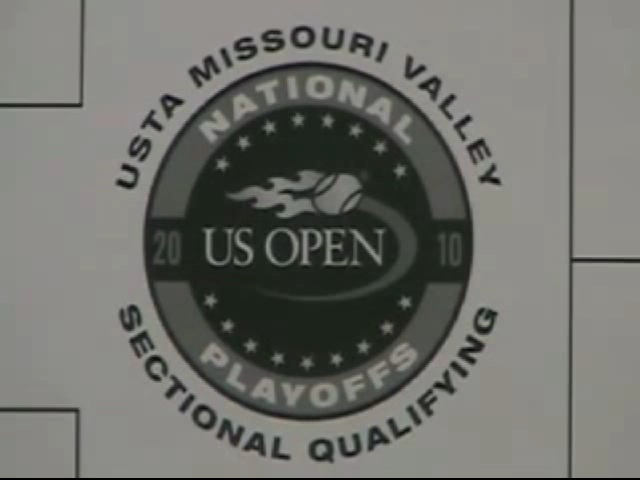 USTA MISSOURI VALLEY
NATIONAL
20 US OPEN 10
PLAYOFFS
SECTIONAL QUALIFYING